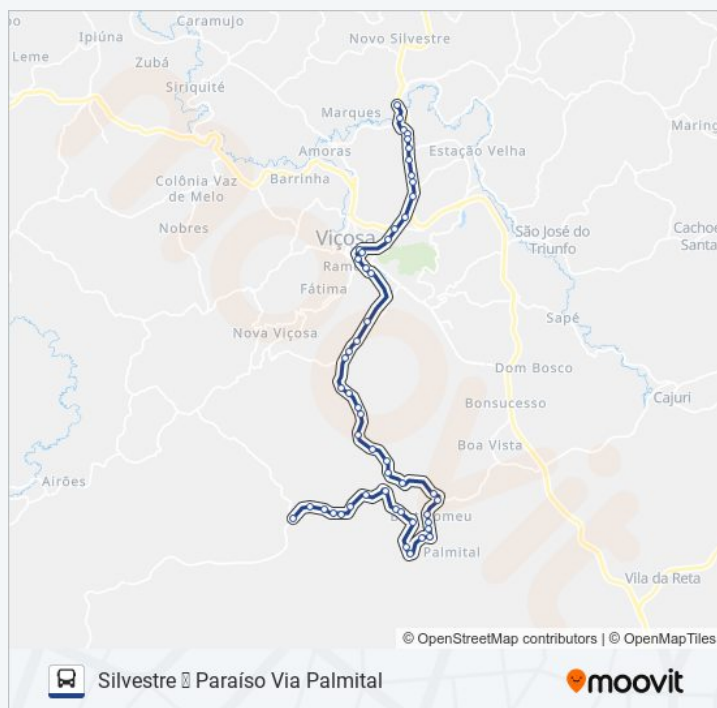 Caramujo
Ipiúna
Novo Silvestre
Leme
Zubá
Siriquité
Marques
Maring
Amoras
Estação Velha
Barrinha
Colônia Vaz
de Melo
São José do
Triunfo
Cachoe
Santa
Nobres
Viçosa
Ram
Fátima
Sapé
Nova Viçosa
Dom Bosco
Cajuri
Bonsucesso
Boa Vista
Airões
B
omeu
Palmital
Vila da Reta
moovit
© OpenStreetMap contributors | © OpenMapTiles
Silvestre 󰁔 Paraíso Via Palmital
moovit